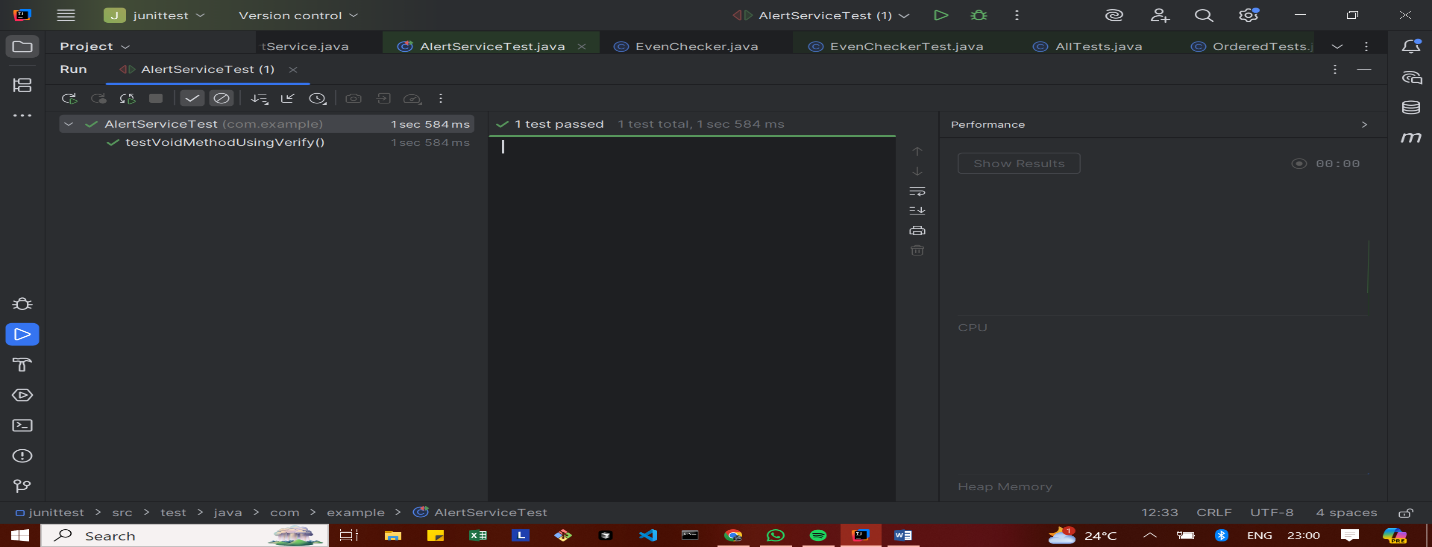 J junittest Version control AlertServiceTest (1)
Project tService.java AlertServiceTest.java EvenChecker.java EvenCheckerTest.java AllTests.java OrderedTests.j
Run AlertServiceTest (1)
AlertServiceTest (com.example) 1 sec 584 ms
testVoidMethodUsingVerify() 1 sec 584 ms
1 test passed 1 test total, 1 sec 584 ms
Performance
Show Results 00:00
CPU
Heap Memory
m
junittest > src > test > java > com > example > AlertServiceTest 12:33 CRLF UTF-8 4 spaces
Search 1 24°C ENG 23:00